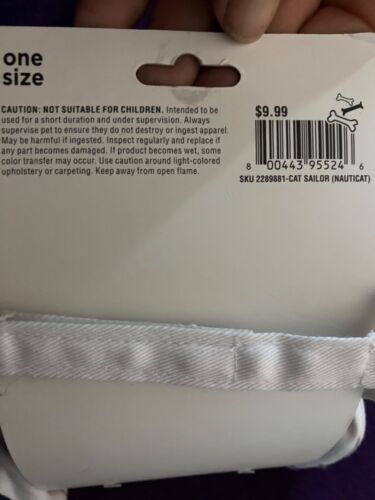 one
size
CAUTION: NOT SUITABLE FOR CHILDREN. Intended to be
used for a short duration and under supervision. Always
supervise pet to ensure they do not destroy or ingest apparel.
May be harmful if ingested. Inspect regularly and replace if
any part becomes damaged. If product becomes wet, some
color transfer may occur. Use caution around light-colored
upholstery or carpeting. Keep away from open flame.
$9.99
8 00443 95524 6
SKU 2289881-CAT SAILOR (NAUTICAT)